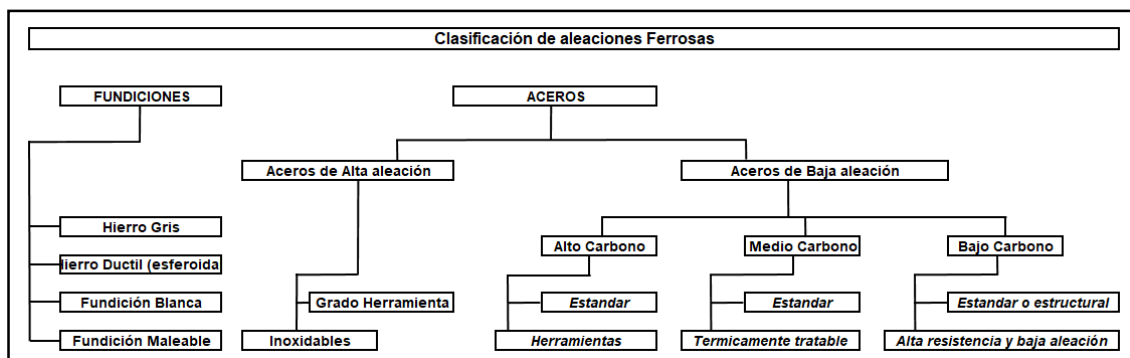 Clasificación de aleaciones Ferrosas
FUNDICIONES
ACEROS
Aceros de Alta aleación
Aceros de Baja aleación
Hierro Gris
Alto Carbono
Medio Carbono
Bajo Carbono
ierro Ductil (esferoida
Fundición Blanca
Grado Herramienta
Estandar
Estandar
Estandar o estructural
Fundición Maleable
Inoxidables
Herramientas
Termicamente tratable
Alta resistencia y baja aleación